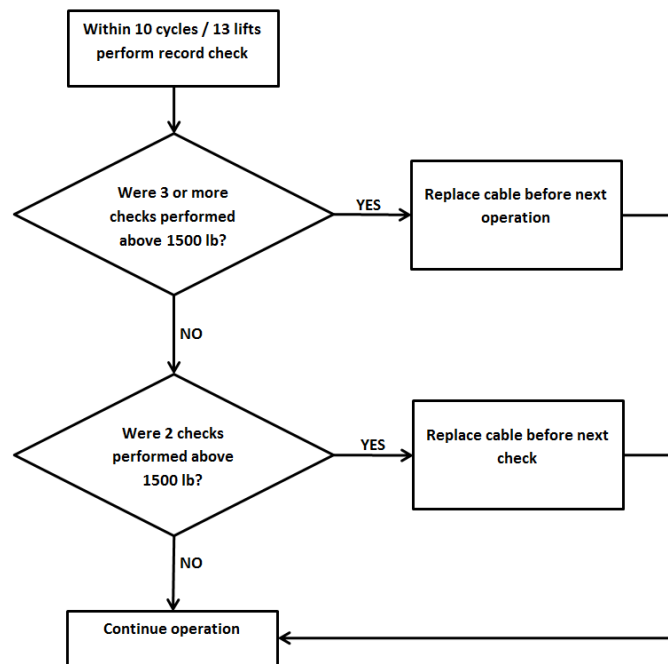 Within 10 cycles / 13 lifts
perform record check
Were 3 or more
checks performed
above 1500 lb?
YES
Replace cable before next
operation
NO
Were 2 checks
performed above
1500 lb?
YES
Replace cable before next
check
NO
Continue operation